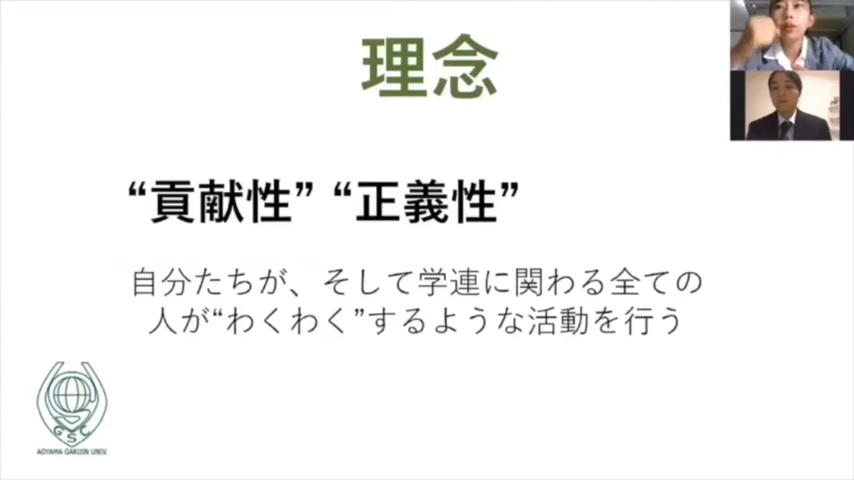 理念
“貢献性” “正義性”
自分たちが、そして学連に関わる全ての
人が“わくわく”するような活動を行う
GSC
AOYAMA GAKUIN UNIV.